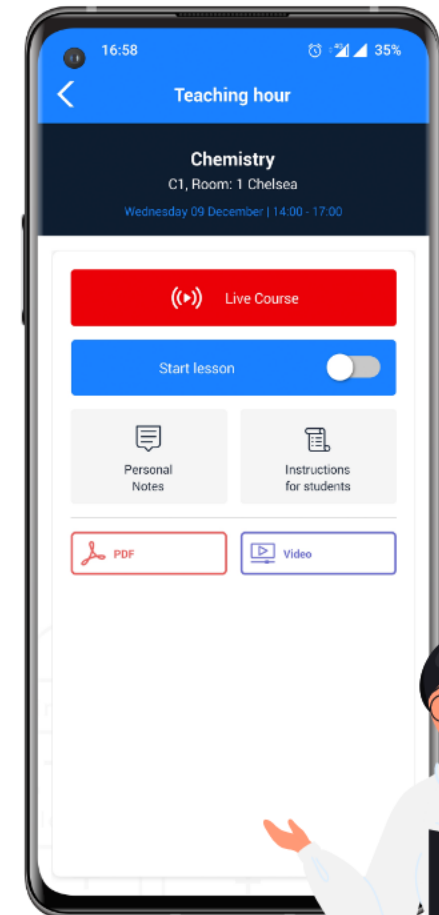 16:58
35%
Teaching hour
Chemistry
C1, Room: 1 Chelsea
Wednesday 09 December | 14:00 - 17:00
Live Course
Start lesson
Personal
Notes
Instructions
for students
PDF
Video